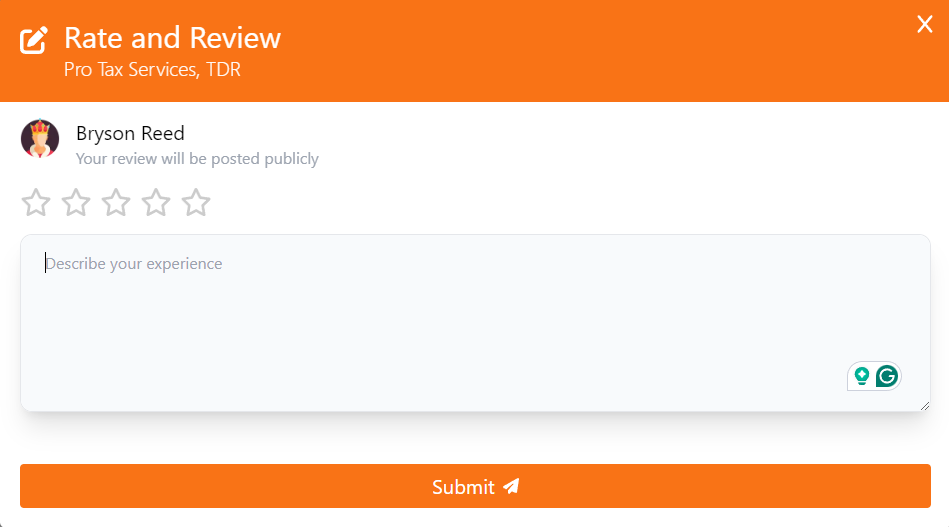 Rate and Review
Pro Tax Services, TDR
Bryson Reed
Your review will be posted publicly
Describe your experience
Submit